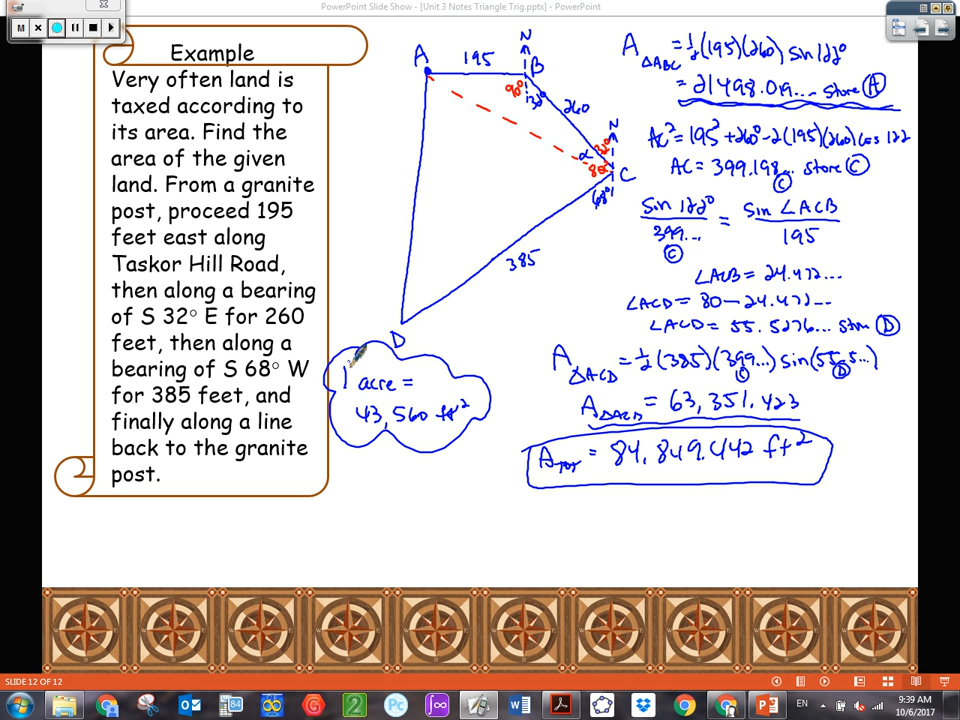 PowerPoint Slide Show - [Unit 3 Notes Triangle Trig.pptx] - PowerPoint
M
Example
Very often land is
taxed according to
its area. Find the
area of the given
land. From a granite
post, proceed 195
feet east along
Taskor Hill Road,
then along a bearing
of S 32° E for 260
feet, then along a
bearing of S 68° W
for 385 feet, and
finally along a line
back to the granite
post.
A
195
N
B
90°
32°
260
N
32°
α
80°
C
68°
385
D
1 acre =
43,560 ft²
A△ABC = ½(195)(260) sin 122°
= 21498.019... store Ⓐ
AC² = 195² + 260² - 2(195)(260) cos 122
AC = 399.198... store Ⓒ
Ⓒ
sin 122° / 399... = sin ∠ACB / 195
Ⓒ
∠ACB = 24.472...
∠ACD = 80 - 24.472...
∠ACD = 55.5276... store Ⓓ
A△ACD = ½(385)(399...) sin(55.5...)
Ⓒ Ⓓ
A△ACD = 63,351.423
ATOT = 84,849.442 ft²
SLIDE 12 OF 12
84
2
Pc
EN
9:39 AM
10/6/2017